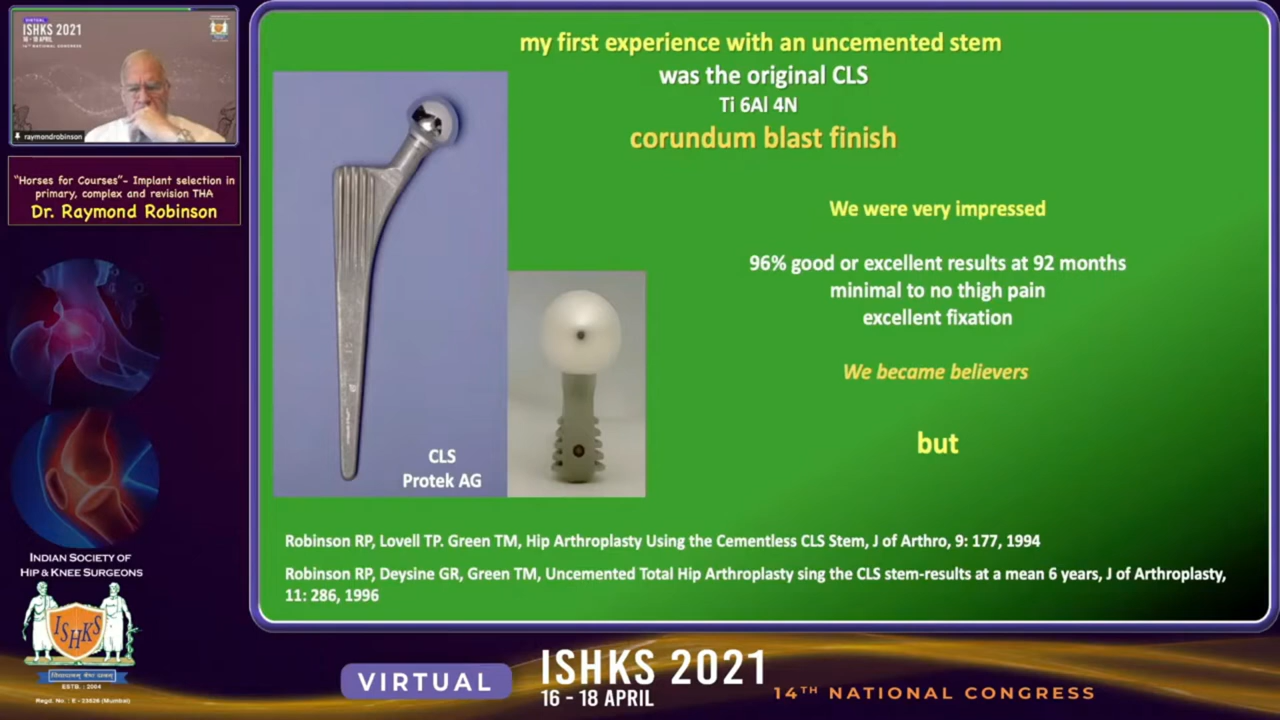 VIRTUAL
ISHKS 2021
16 - 18 APRIL
14TH NATIONAL CONGRESS
raymondrobinson
"Horses for Courses"- Implant selection in
primary, complex and revision THA
Dr. Raymond Robinson
my first experience with an uncemented stem
was the original CLS
Ti 6Al 4N
corundum blast finish
We were very impressed
96% good or excellent results at 92 months
minimal to no thigh pain
excellent fixation
We became believers
but
CLS
Protek AG
Robinson RP, Lovell TP. Green TM, Hip Arthroplasty Using the Cementless CLS Stem, J of Arthro, 9: 177, 1994
Robinson RP, Deysine GR, Green TM, Uncemented Total Hip Arthroplasty sing the CLS stem-results at a mean 6 years, J of Arthroplasty,
11: 286, 1996
INDIAN SOCIETY OF
HIP & KNEE SURGEONS
ISHKS
ESTB. : 2004
VIRTUAL
ISHKS 2021
16 - 18 APRIL
14TH NATIONAL CONGRESS